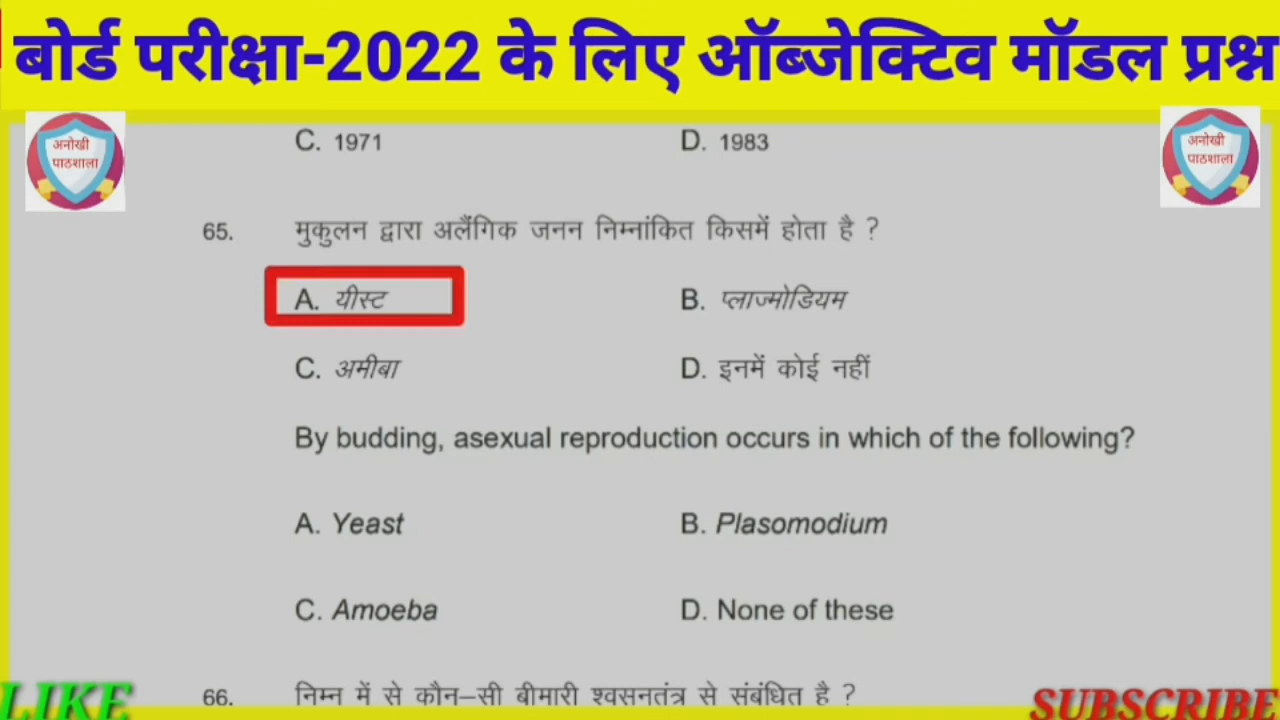 बोर्ड परीक्षा-2022 के लिए ऑब्जेक्टिव मॉडल प्रश्न
अनोखी
पाठशाला
अनोखी
पाठशाला
C. 1971 D. 1983
65. मुकुलन द्वारा अलैंगिक जनन निम्नांकित किसमें होता है ?
A. यीस्ट B. प्लाज्मोडियम
C. अमीबा D. इनमें कोई नहीं
By budding, asexual reproduction occurs in which of the following?
A. Yeast B. Plasomodium
C. Amoeba D. None of these
66. निम्न में से कौन–सी बीमारी श्वसनतंत्र से संबंधित है ?
LIKE SUBSCRIBE